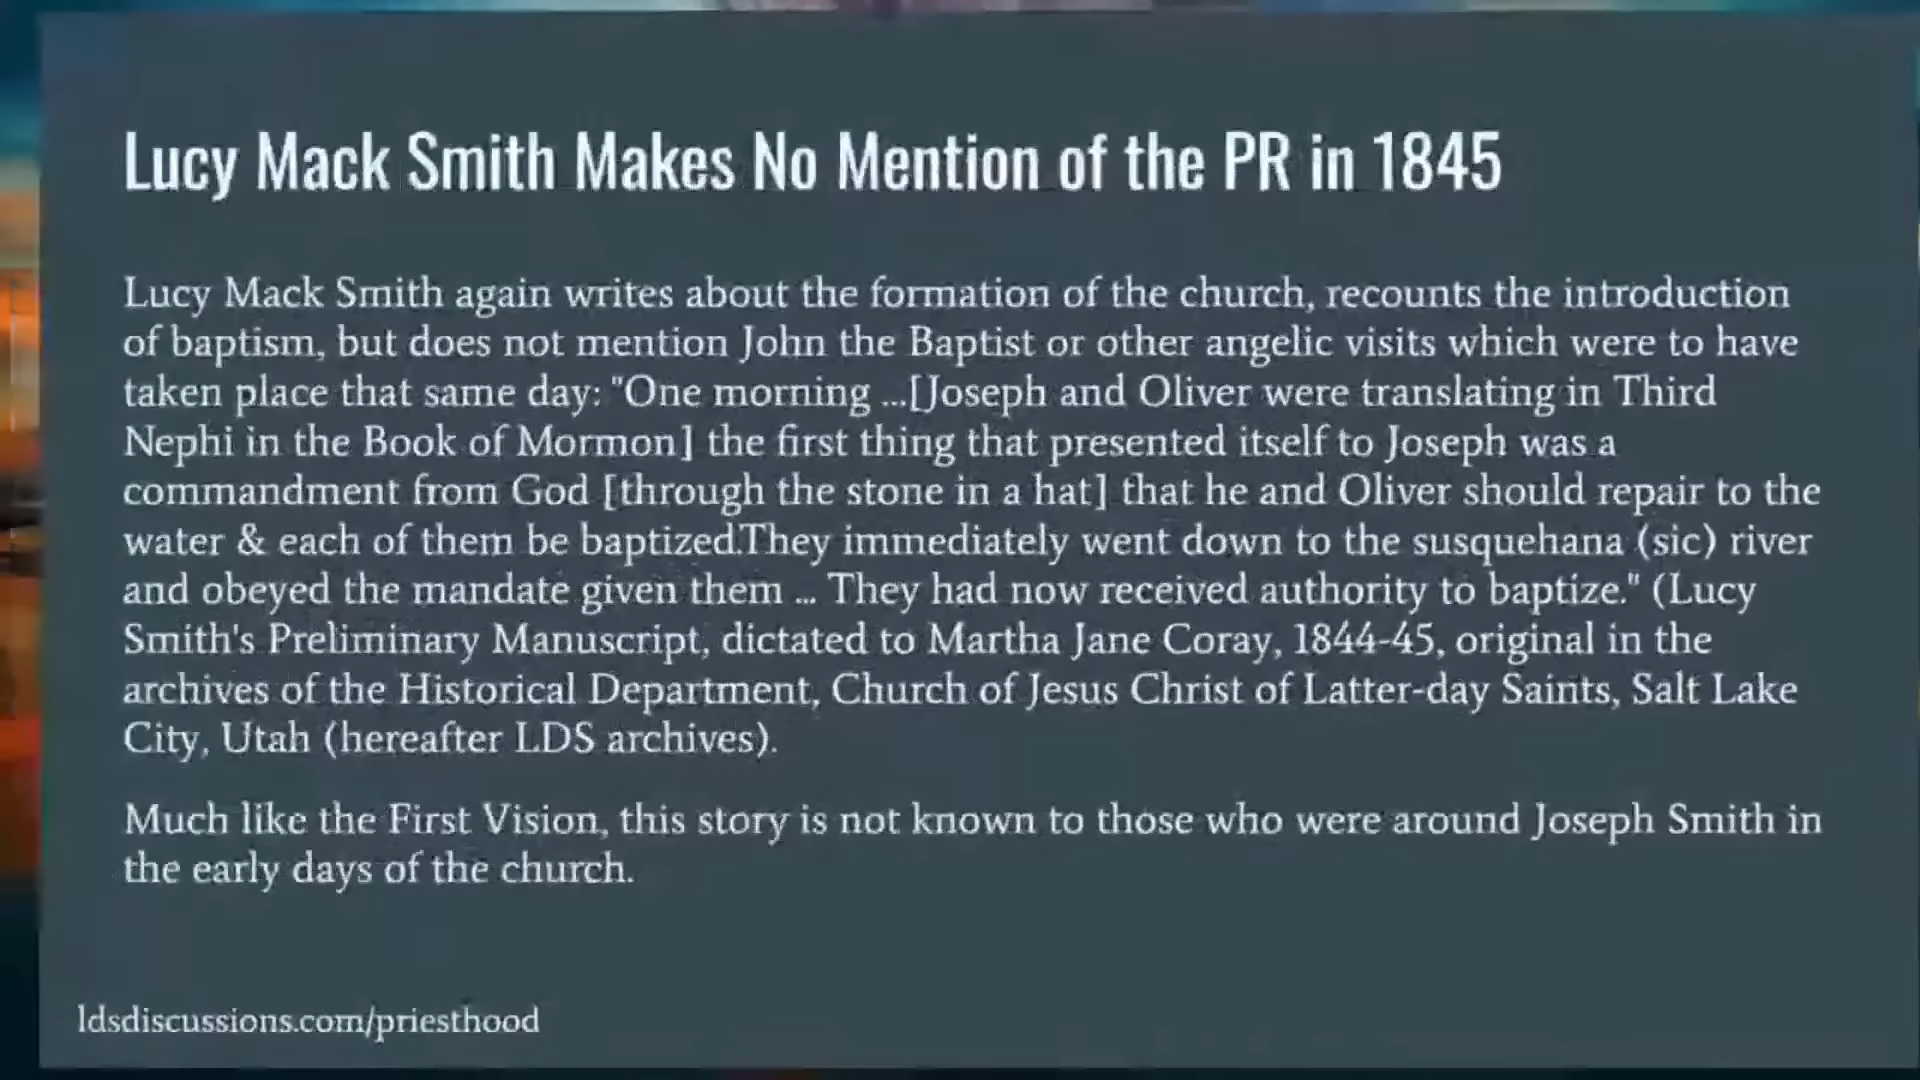 Lucy Mack Smith Makes No Mention of the PR in 1845
Lucy Mack Smith again writes about the formation of the church, recounts the introduction
of baptism, but does not mention John the Baptist or other angelic visits which were to have
taken place that same day: "One morning ...[Joseph and Oliver were translating in Third
Nephi in the Book of Mormon] the first thing that presented itself to Joseph was a
commandment from God [through the stone in a hat] that he and Oliver should repair to the
water & each of them be baptized.They immediately went down to the susquehana (sic) river
and obeyed the mandate given them ... They had now received authority to baptize." (Lucy
Smith's Preliminary Manuscript, dictated to Martha Jane Coray, 1844-45, original in the
archives of the Historical Department, Church of Jesus Christ of Latter-day Saints, Salt Lake
City, Utah (hereafter LDS archives).
Much like the First Vision, this story is not known to those who were around Joseph Smith in
the early days of the church.
ldsdiscussions.com/priesthood